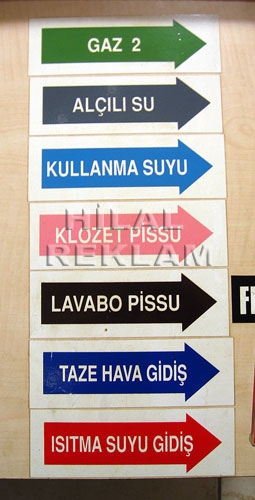 GAZ 2
ALÇILI SU
KULLANMA SUYU
KLOZET PİSSU
HİLAL
REKLAM
LAVABO PİSSU
TAZE HAVA GİDİŞ
ISITMA SUYU GİDİŞ